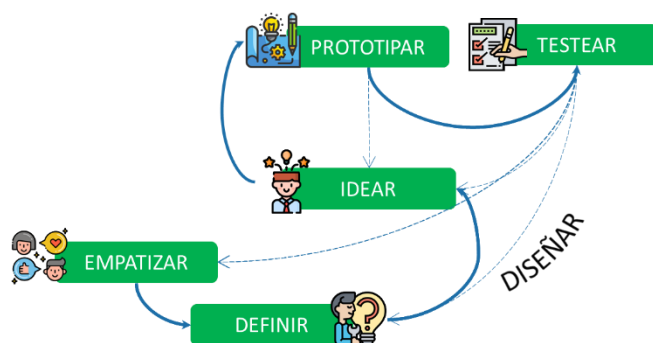 PROTOTIPAR
TESTEAR
IDEAR
EMPATIZAR
DISEÑAR
DEFINIR